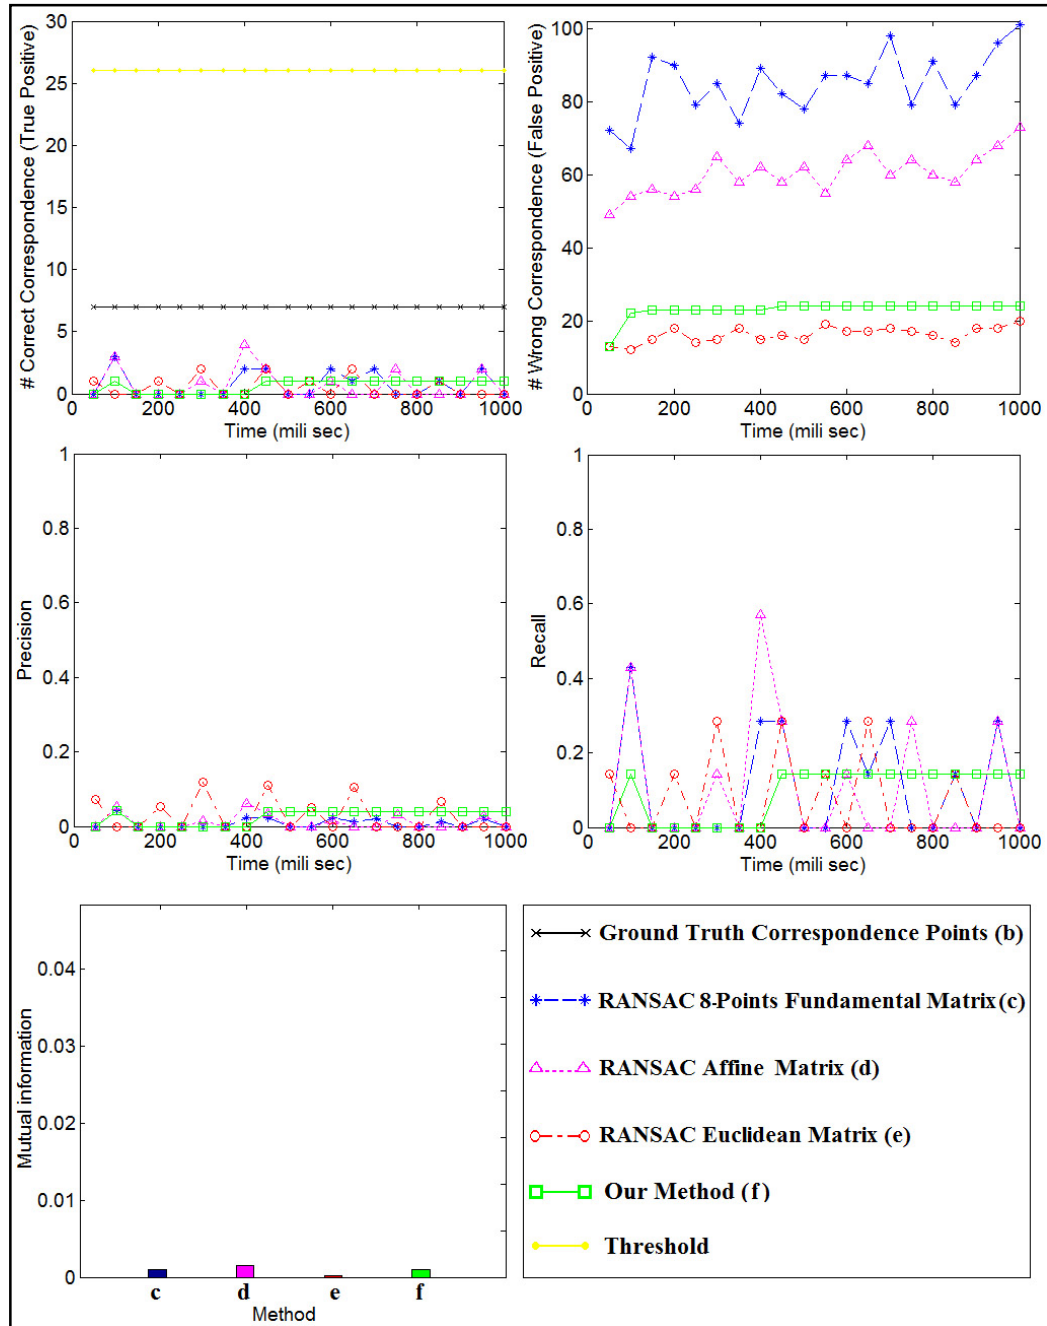 # Correct Correspondence (True Positive)
30
25
20
15
10
5
0
0 200 400 600 800 1000
Time (mili sec)
# Wrong Correspondence (False Positive)
100
80
60
40
20
0
0 200 400 600 800 1000
Time (mili sec)
Precision
1
0.8
0.6
0.4
0.2
0
0 200 400 600 800 1000
Time (mili sec)
Recall
1
0.8
0.6
0.4
0.2
0
0 200 400 600 800 1000
Time (mili sec)
Mutual information
0.04
0.03
0.02
0.01
0
c d e f
Method
Ground Truth Correspondence Points (b)
RANSAC 8-Points Fundamental Matrix (c)
RANSAC Affine Matrix (d)
RANSAC Euclidean Matrix (e)
Our Method (f)
Threshold